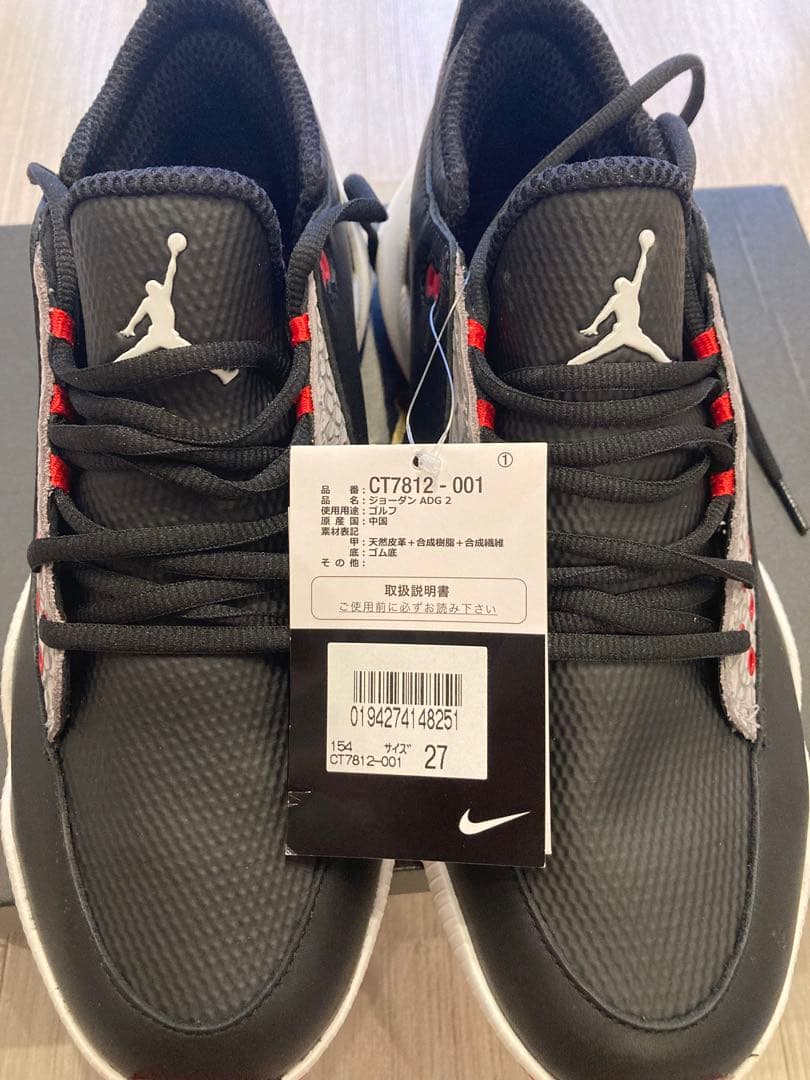 ①
品番：CT7812-001
品名：ジョーダン ADG 2
使用用途：ゴルフ
原産国：中国
素材表記
甲：天然皮革＋合成樹脂＋合成繊維
底：ゴム底
その他：
取扱説明書
ご使用前に必ずお読み下さい
0194274148251
154 サイズ 27
CT7812-001